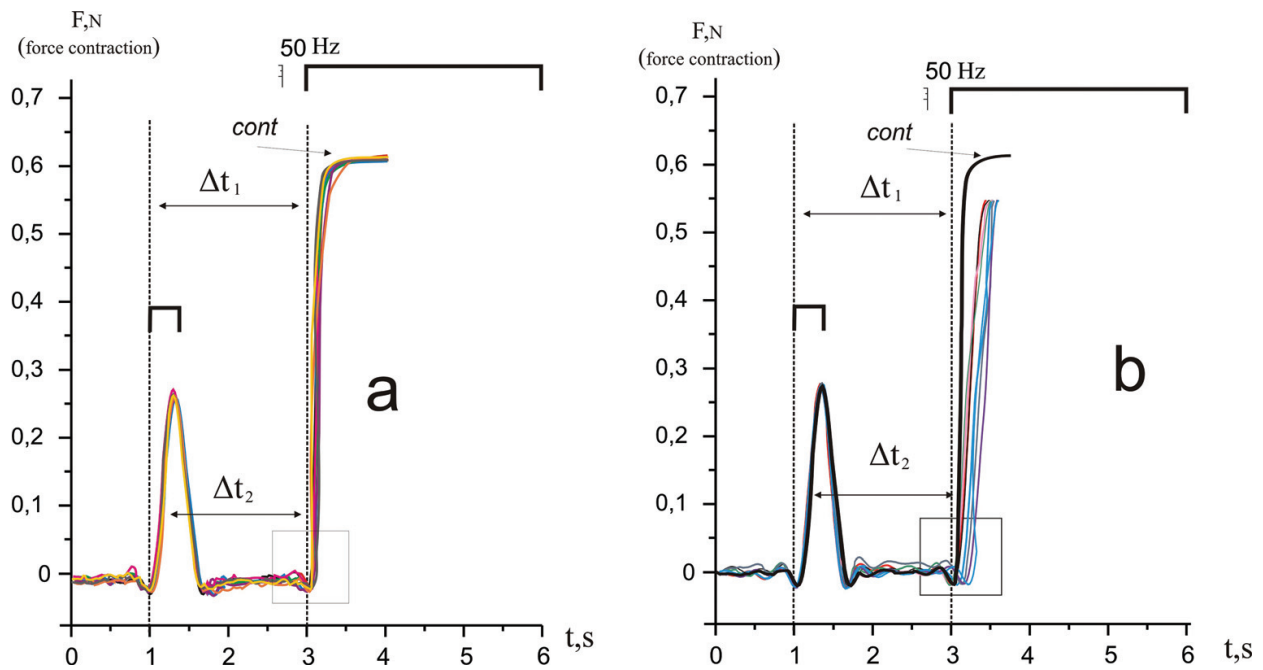 F,N
(force contraction)
50 Hz
0,7
cont
0,6
Δt1
0,5
0,4
0,3
a
0,2
Δt2
0,1
0
0 1 2 3 4 5 6 t,s
F,N
(force contraction)
50 Hz
0,7
cont
0,6
Δt1
0,5
0,4
0,3
b
0,2
Δt2
0,1
0
0 1 2 3 4 5 6 t,s